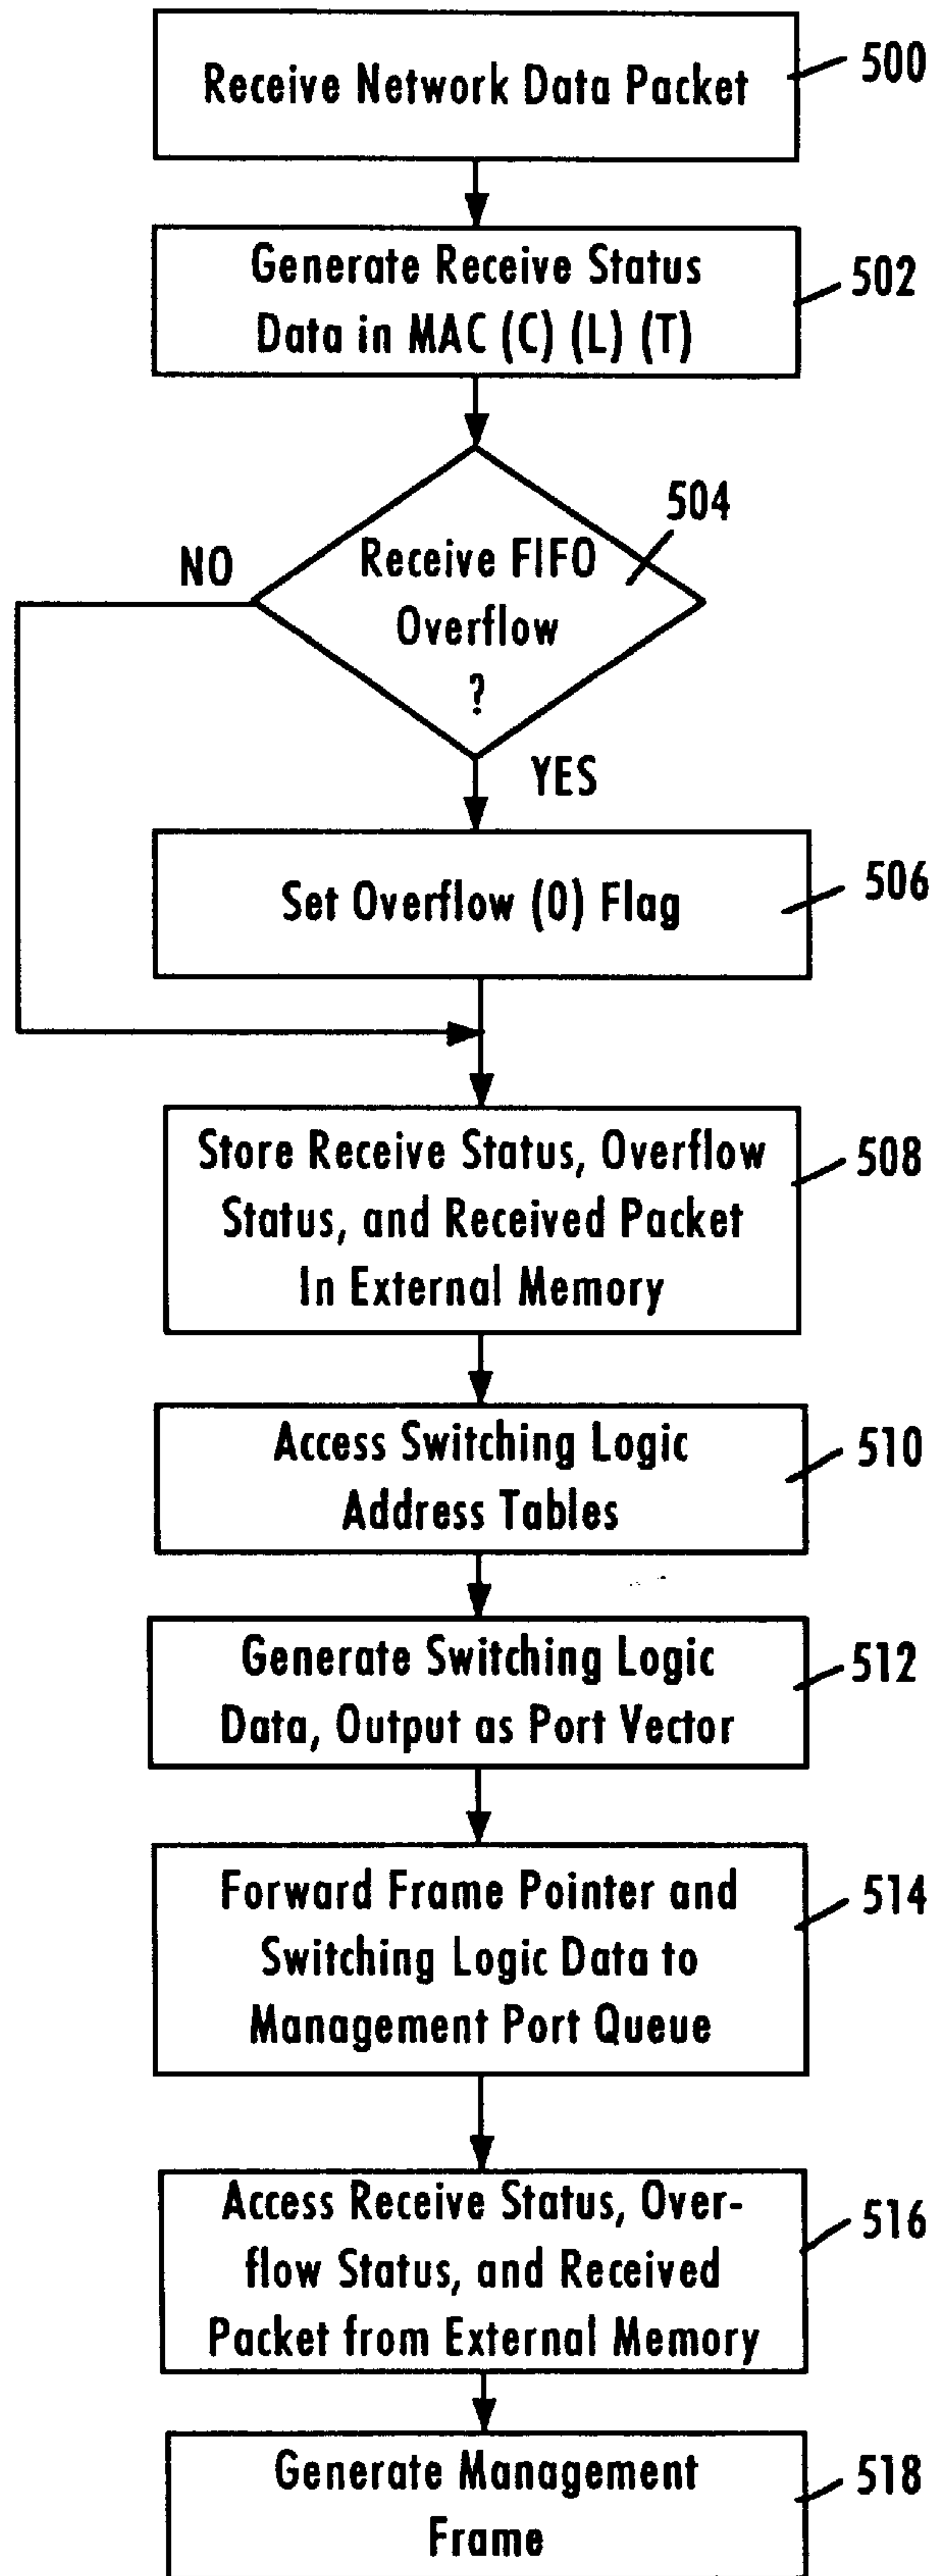 Receive Network Data Packet
500
Generate Receive Status
Data in MAC (C) (L) (T)
502
504
NO
Receive FIFO
Overflow
?
YES
Set Overflow (0) Flag
506
Store Receive Status, Overflow
Status, and Received Packet
In External Memory
508
Access Switching Logic
Address Tables
510
Generate Switching Logic
Data, Output as Port Vector
512
Forward Frame Pointer and
Switching Logic Data to
Management Port Queue
514
Access Receive Status, Over-
flow Status, and Received
Packet from External Memory
516
Generate Management
Frame
518